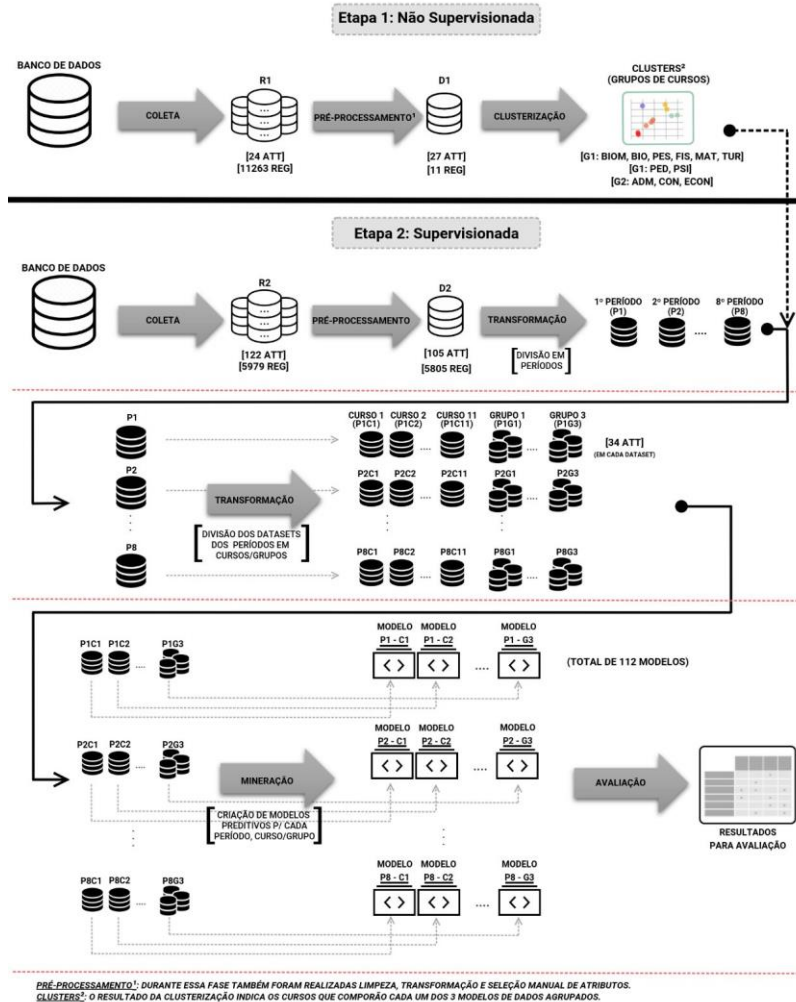 Etapa 1: Não Supervisionada
BANCO DE DADOS
COLETA
R1
...
...
...
[24 ATT]
[11263 REG]
PRÉ-PROCESSAMENTO¹
D1
[27 ATT]
[11 REG]
CLUSTERIZAÇÃO
CLUSTERS²
(GRUPOS DE CURSOS)
[G1: BIOM, BIO, PES, FIS, MAT, TUR]
[G1: PED, PSI]
[G2: ADM, CON, ECON]
Etapa 2: Supervisionada
BANCO DE DADOS
COLETA
R2
...
...
...
[122 ATT]
[5979 REG]
PRÉ-PROCESSAMENTO
D2
[105 ATT]
[5805 REG]
TRANSFORMAÇÃO
[DIVISÃO EM
PERÍODOS]
1º PERÍODO
(P1)
2º PERÍODO
(P2)
....
8º PERÍODO
(P8)
P1
P2
P8
TRANSFORMAÇÃO
[DIVISÃO DOS DATASETS
DOS PERÍODOS EM
CURSOS/GRUPOS]
CURSO 1
(P1C1)
CURSO 2
(P1C2)
....
CURSO 11
(P1C11)
GRUPO 1
(P1G1)
....
GRUPO 3
(P1G3)
[34 ATT]
(EM CADA DATASET)
P2C1 P2C2 .... P2C11 P2G1 .... P2G3
P8C1 P8C2 .... P8C11 P8G1 .... P8G3
P1C1 P1C2 .... P1G3
MODELO
P1 - C1
< >
MODELO
P1 - C2
< >
....
MODELO
P1 - G3
< >
(TOTAL DE 112 MODELOS)
P2C1 P2C2 .... P2G3
MINERAÇÃO
[CRIAÇÃO DE MODELOS
PREDITIVOS P/ CADA
PERÍODO, CURSO/GRUPO]
MODELO
P2 - C1
< >
MODELO
P2 - C2
< >
....
MODELO
P2 - G3
< >
AVALIAÇÃO
RESULTADOS
PARA AVALIAÇÃO
P8C1 P8C2 .... P8G3
MODELO
P8 - C1
< >
MODELO
P8 - C2
< >
....
MODELO
P8 - G3
< >
PRÉ-PROCESSAMENTO¹: DURANTE ESSA FASE TAMBÉM FORAM REALIZADAS LIMPEZA, TRANSFORMAÇÃO E SELEÇÃO MANUAL DE ATRIBUTOS.
CLUSTERS²: O RESULTADO DA CLUSTERIZAÇÃO INDICA OS CURSOS QUE COMPORÃO CADA UM DOS 3 MODELOS DE DADOS AGRUPADOS.